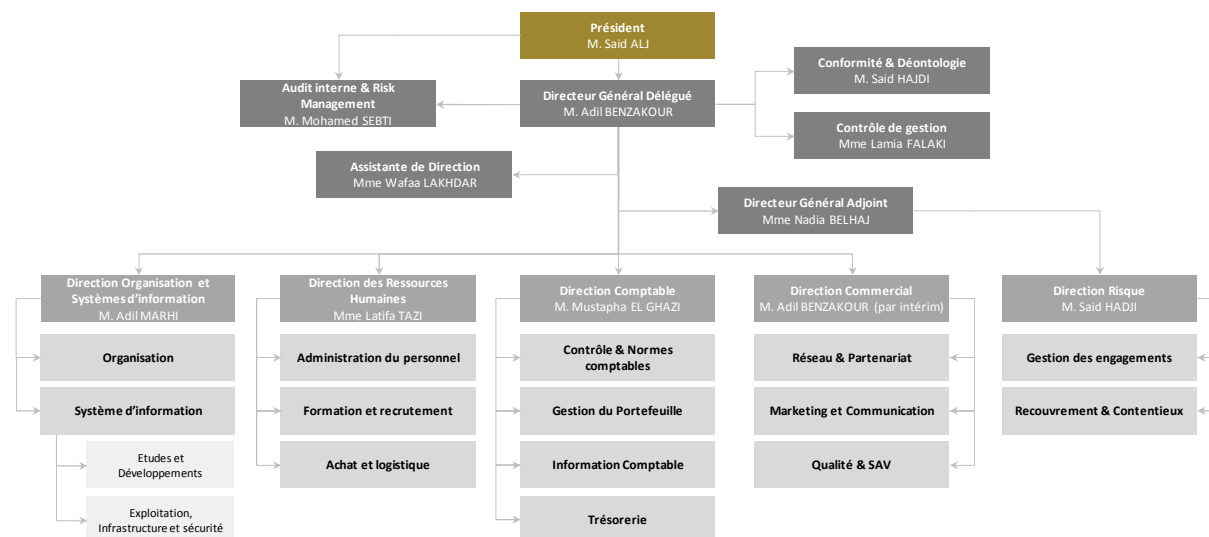 Président
M. Said ALJ
Audit interne & Risk
Management
M. Mohamed SEBTI
Directeur Général Délégué
M. Adil BENZAKOUR
Conformité & Déontologie
M. Said HAJDI
Contrôle de gestion
Mme Lamia FALAKI
Assistante de Direction
Mme Wafaa LAKHDAR
Directeur Général Adjoint
Mme Nadia BELHAJ
Direction Organisation et
Systèmes d'information
M. Adil MARHI
Organisation
Système d'information
Etudes et
Développements
Exploitation,
Infrastructure et sécurité
Direction des Ressources
Humaines
Mme Latifa TAZI
Administration du personnel
Formation et recrutement
Achat et logistique
Direction Comptable
M. Mustapha EL GHAZI
Contrôle & Normes
comptables
Gestion du Portefeuille
Information Comptable
Trésorerie
Direction Commercial
M. Adil BENZAKOUR (par intérim)
Réseau & Partenariat
Marketing et Communication
Qualité & SAV
Direction Risque
M. Said HADJI
Gestion des engagements
Recouvrement & Contentieux